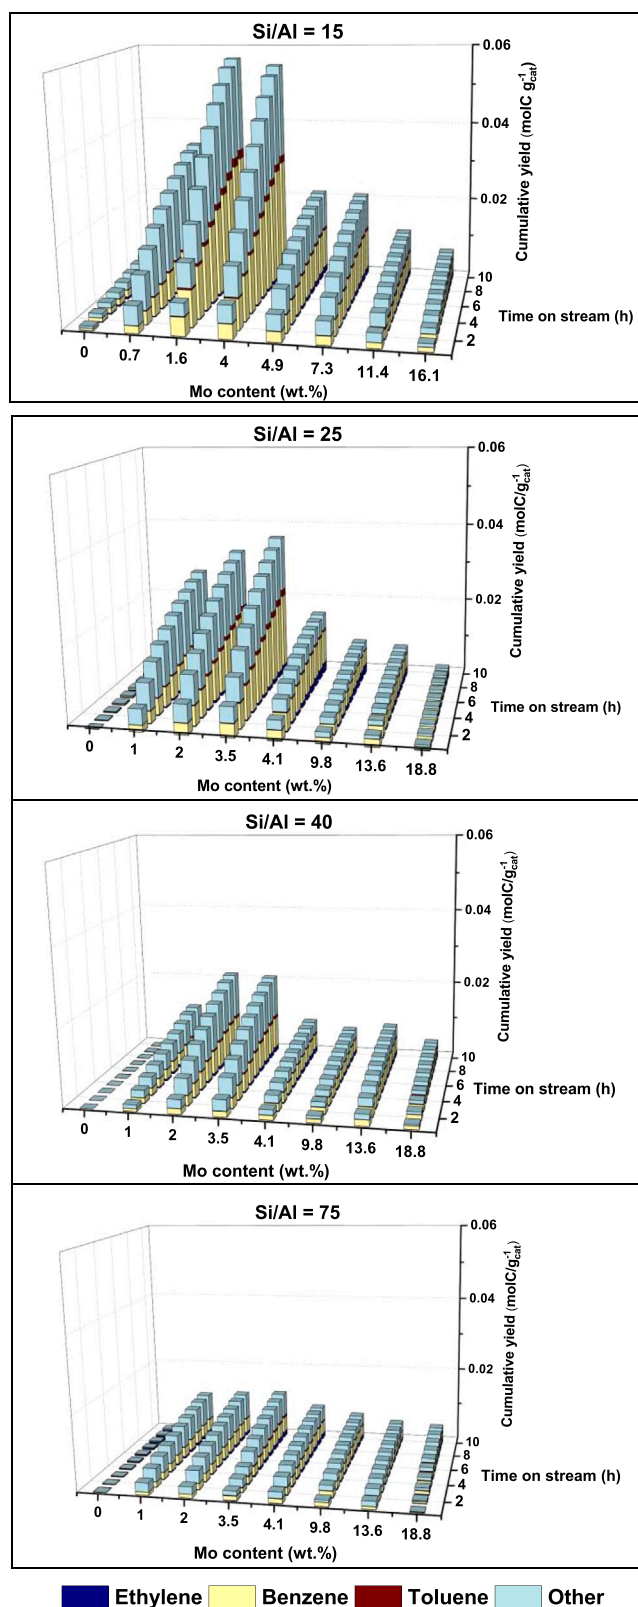 Si/Al = 15
0.06
0.04
0.02
Cumulative yield (molC g-1cat)
10
8
6
4
2
Time on stream (h)
0 0.7 1.6 4 4.9 7.3 11.4 16.1
Mo content (wt.%)
Si/Al = 25
0.06
0.04
0.02
Cumulative yield (molC/g-1cat)
10
8
6
4
2
Time on stream (h)
0 1 2 3.5 4.1 9.8 13.6 18.8
Mo content (wt.%)
Si/Al = 40
0.06
0.04
0.02
Cumulative yield (molC/g-1cat)
10
8
6
4
2
Time on stream (h)
0 1 2 3.5 4.1 9.8 13.6 18.8
Mo content (wt.%)
Si/Al = 75
0.06
0.04
0.02
Cumulative yield (molC/g-1cat)
10
8
6
4
2
Time on stream (h)
0 1 2 3.5 4.1 9.8 13.6 18.8
Mo content (wt.%)
Ethylene Benzene Toluene Other